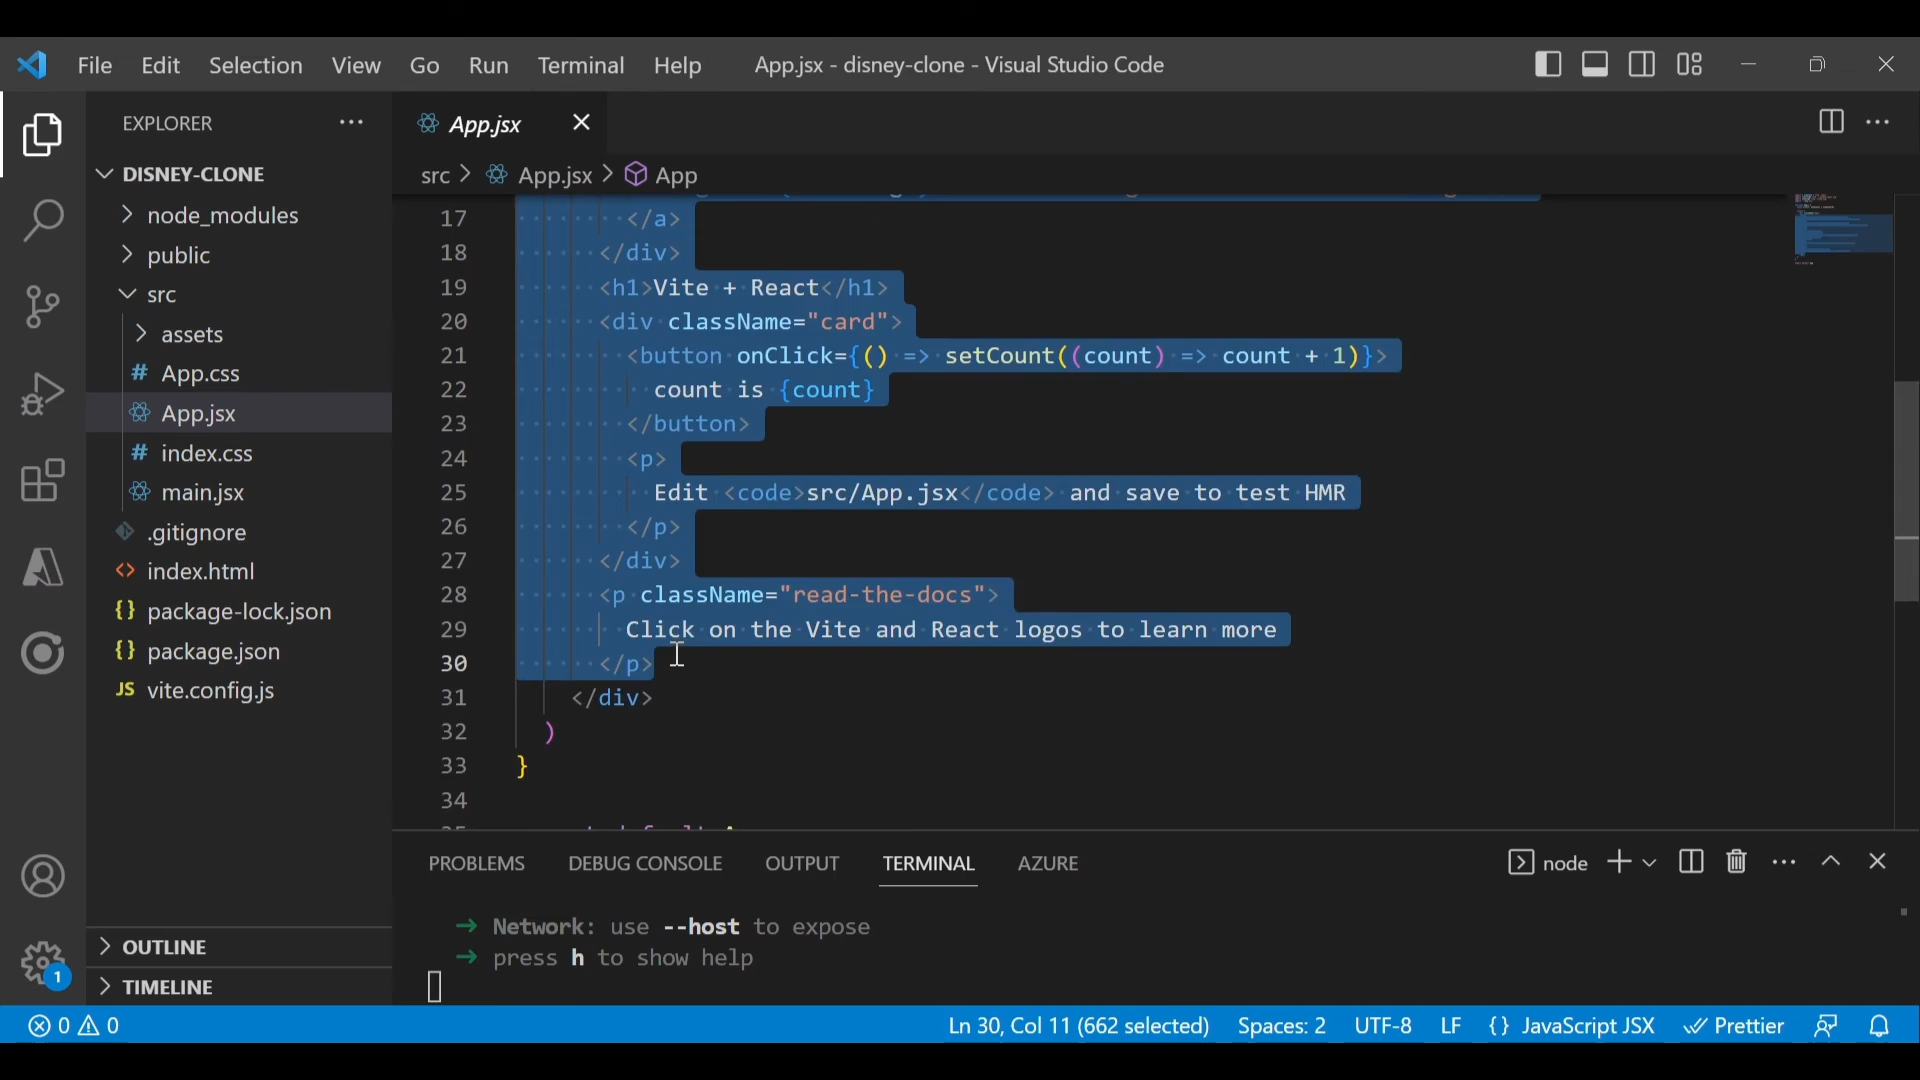 File Edit Selection View Go Run Terminal Help App.jsx - disney-clone - Visual Studio Code
EXPLORER
DISNEY-CLONE
node_modules
public
src
assets
# App.css
App.jsx
# index.css
main.jsx
.gitignore
<> index.html
{} package-lock.json
{} package.json
JS vite.config.js
OUTLINE
TIMELINE
1
App.jsx
src > App.jsx > App
17 </a>
18 </div>
19 <h1>Vite + React</h1>
20 <div className="card">
21 <button onClick={() => setCount((count) => count + 1)}>
22 count is {count}
23 </button>
24 <p>
25 Edit <code>src/App.jsx</code> and save to test HMR
26 </p>
27 </div>
28 <p className="read-the-docs">
29 Click on the Vite and React logos to learn more
30 </p>
31 </div>
32 )
33 }
34
PROBLEMS DEBUG CONSOLE OUTPUT TERMINAL AZURE node
➜ Network: use --host to expose
➜ press h to show help
0 0 Ln 30, Col 11 (662 selected) Spaces: 2 UTF-8 LF {} JavaScript JSX Prettier